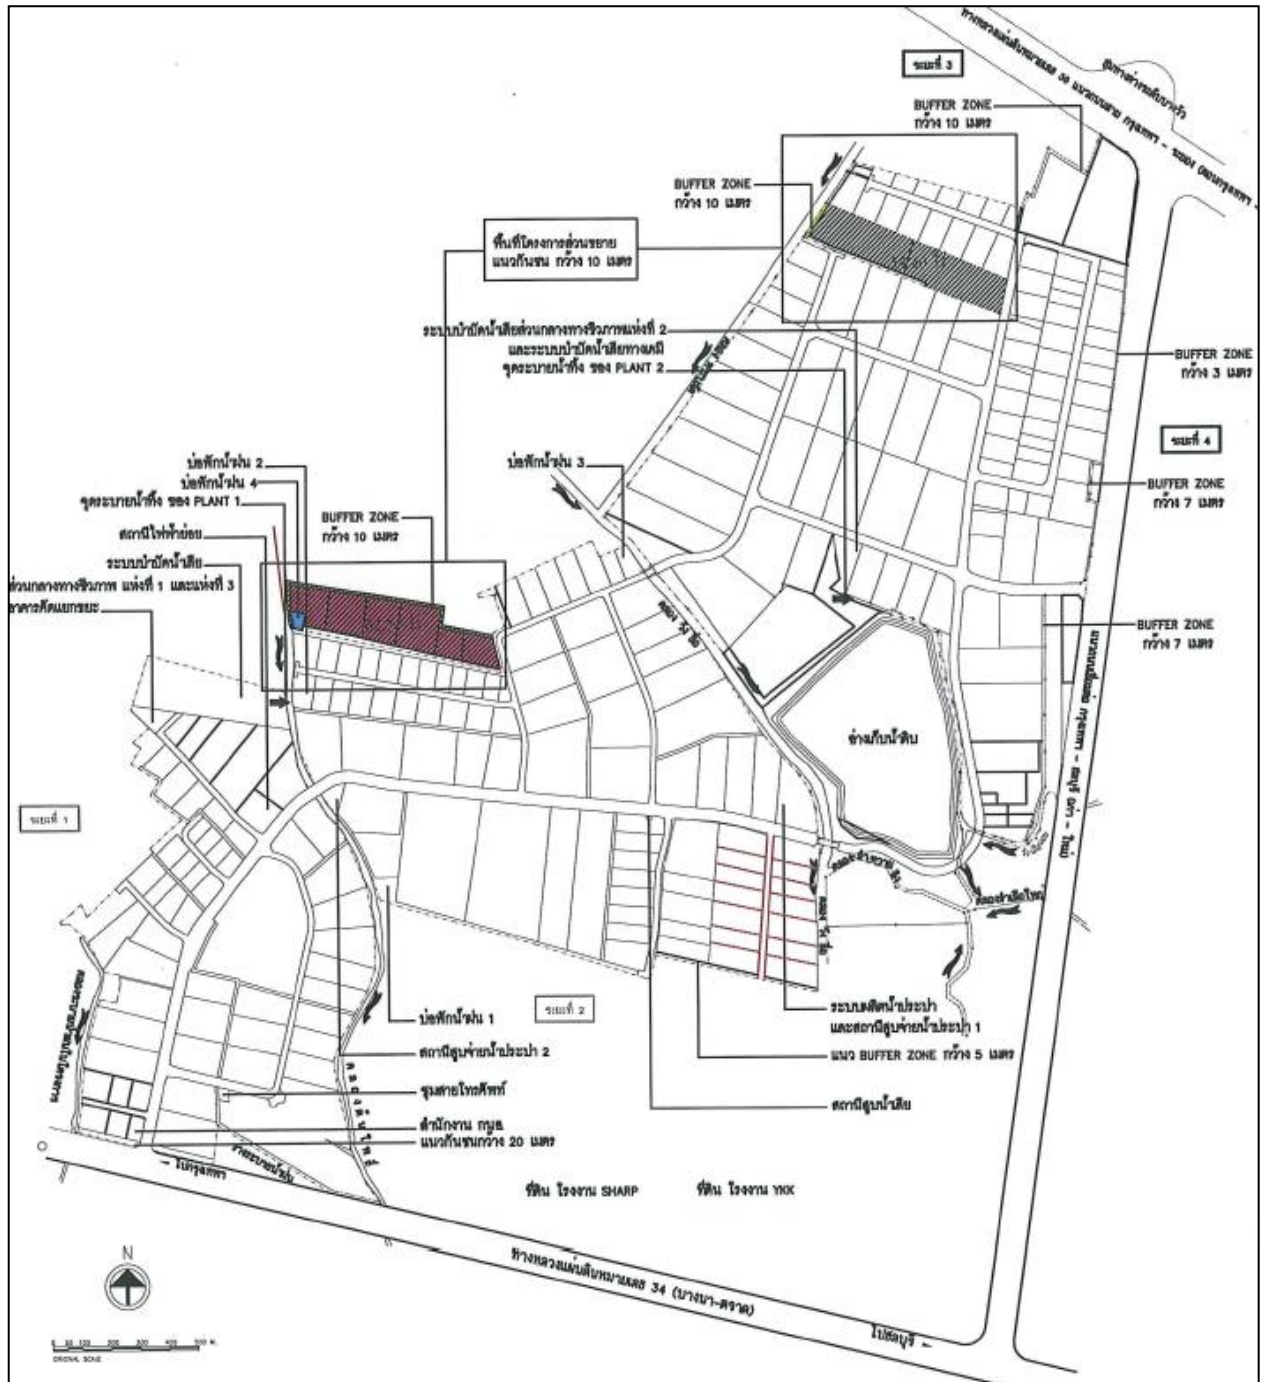 ระยะที่ 3
BUFFER ZONE
กว้าง 10 เมตร
BUFFER ZONE
กว้าง 10 เมตร
พื้นที่โครงการส่วนขยาย
แนวกันชน กว้าง 10 เมตร
ระบบบำบัดน้ำเสียส่วนกลางทางชีวภาพแห่งที่ 2
และระบบบำบัดน้ำเสียทางเคมี
จุดระบายน้ำทิ้ง ของ PLANT 2
BUFFER ZONE
กว้าง 3 เมตร
ระยะที่ 4
บ่อพักน้ำฝน 2
บ่อพักน้ำฝน 4
จุดระบายน้ำทิ้ง ของ PLANT 1
บ่อพักน้ำฝน 3
BUFFER ZONE
กว้าง 7 เมตร
BUFFER ZONE
กว้าง 10 เมตร
สถานีไฟฟ้าย่อย
ระบบบำบัดน้ำเสีย
ส่วนกลางทางชีวภาพ แห่งที่ 1 และแห่งที่ 3
อาคารคัดแยกขยะ
BUFFER ZONE
กว้าง 7 เมตร
อ่างเก็บน้ำดิบ
ระยะที่ 1
ระยะที่ 2
บ่อพักน้ำฝน 1
ระบบผลิตน้ำประปา
และสถานีสูบจ่ายน้ำประปา 1
สถานีสูบจ่ายน้ำประปา 2
แนว BUFFER ZONE กว้าง 5 เมตร
ชุมสายโทรศัพท์
สถานีสูบน้ำเสีย
สำนักงาน กนอ.
แนวกันชนกว้าง 20 เมตร
ไปกรุงเทพฯ
รางระบายน้ำฝน
ที่ดิน โรงงาน SHARP
ที่ดิน โรงงาน YKK
ทางหลวงแผ่นดินหมายเลข 34 (บางนา-ตราด)
ไปชลบุรี
N
0 50 100 200 300 400 500 M.
ORIGINAL SCALE